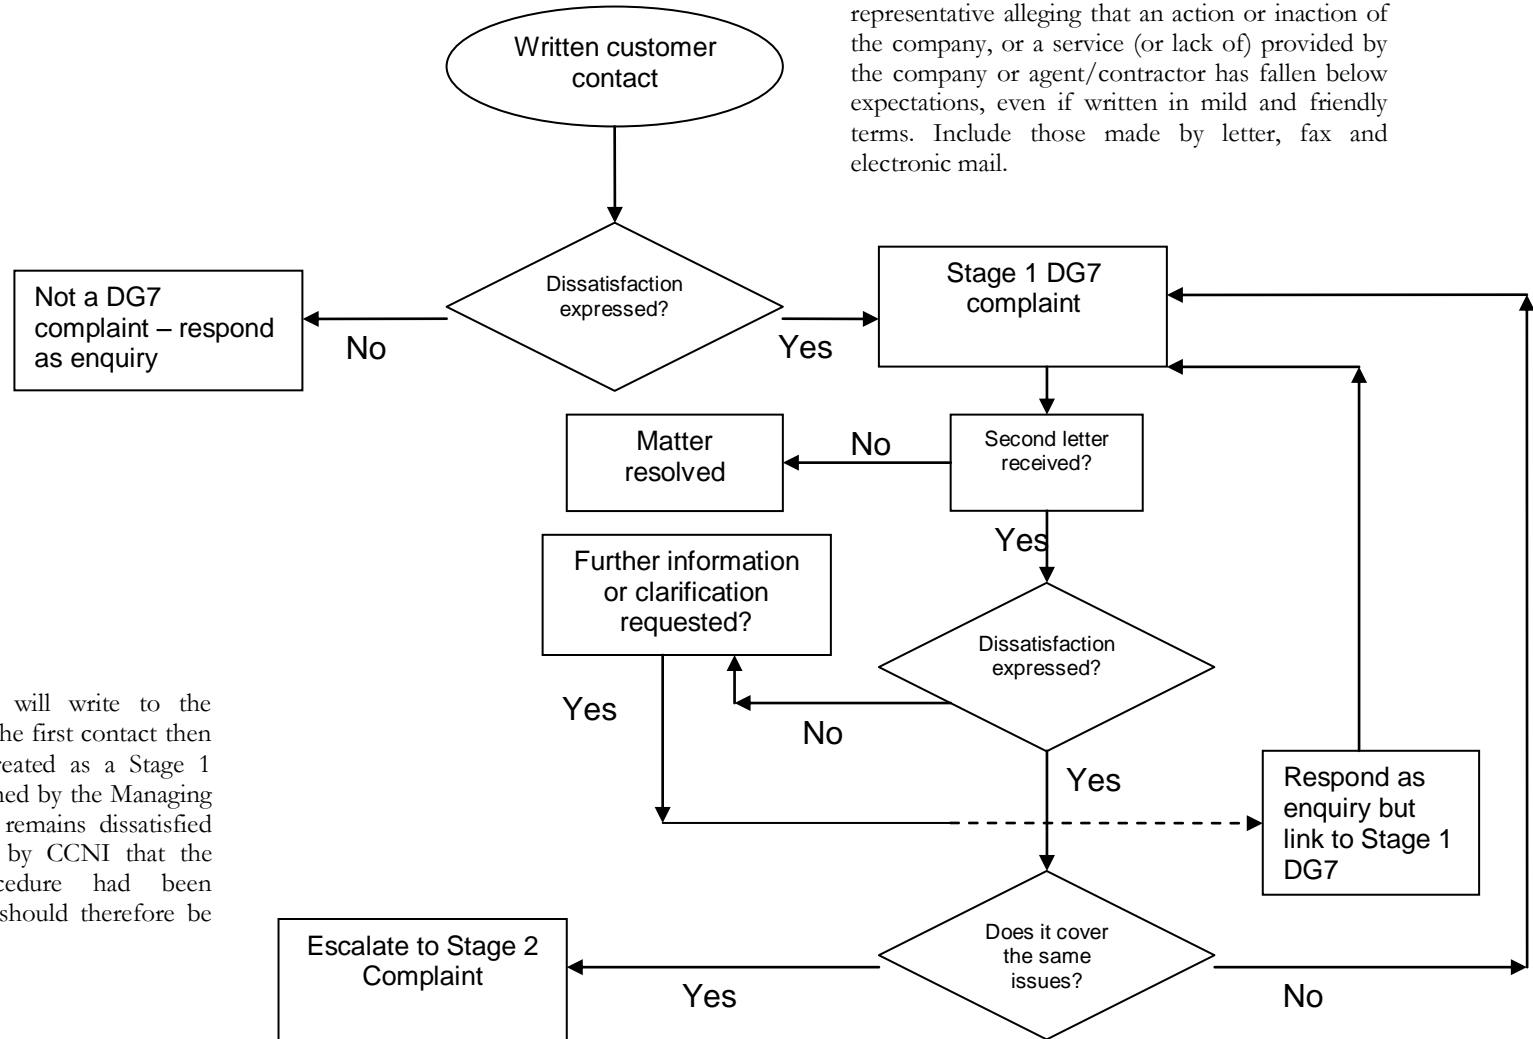 representative alleging that an action or inaction of
the company, or a service (or lack of) provided by
the company or agent/contractor has fallen below
expectations, even if written in mild and friendly
terms. Include those made by letter, fax and
electronic mail.
Written customer
contact
Dissatisfaction
expressed?
No
Not a DG7
complaint – respond
as enquiry
Yes
Stage 1 DG7
complaint
Second letter
received?
No
Matter
resolved
Yes
Dissatisfaction
expressed?
No
Further information
or clarification
requested?
Yes
Respond as
enquiry but
link to Stage 1
DG7
Yes
Does it cover
the same
issues?
Yes
Escalate to Stage 2
Complaint
No
will write to the
the first contact then
reated as a Stage 1
ned by the Managing
remains dissatisfied
by CCNI that the
cedure had been
should therefore be